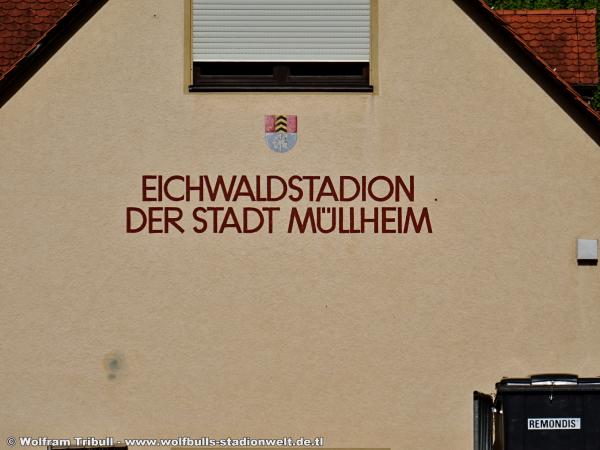 EICHWALDSTADION
DER STADT MÜLLHEIM
REMONDIS
© Wolfram Tribull - www.wolfbulls-stadionwelt.de.tl